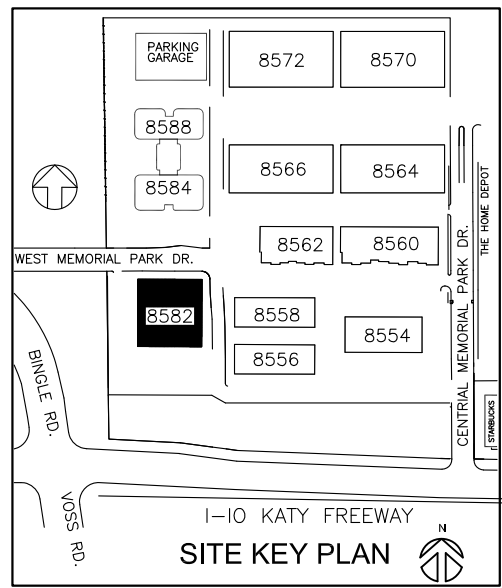 PARKING
GARAGE
8572
8570
8588
8584
8566
8564
THE HOME DEPOT
8562
8560
WEST MEMORIAL PARK DR.
CENTRIAL MEMORIAL PARK DR.
8582
8558
8556
8554
BINGLE RD.
STARBUCKS
VOSS RD.
I-10 KATY FREEWAY
SITE KEY PLAN
N